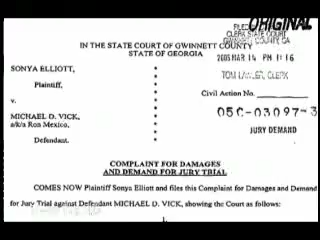 ORIGINAL
FILED
CLERK STATE COURT
GWINNETT COUNTY, GA
IN THE STATE COURT OF GWINNETT COUNTY
STATE OF GEORGIA
2005 MAR 14 PM 1:16
TOM LAWLER, CLERK
SONYA ELLIOTT,
Plaintiff,
v.
Civil Action No.
05C-03097-3
MICHAEL D. VICK,
a/k/a Ron Mexico,
JURY DEMAND
Defendant.
COMPLAINT FOR DAMAGES
AND DEMAND FOR JURY TRIAL
COMES NOW Plaintiff Sonya Elliott and files this Complaint for Damages and Demand
for Jury Trial against Defendant MICHAEL D. VICK, showing the Court as follows:
1.